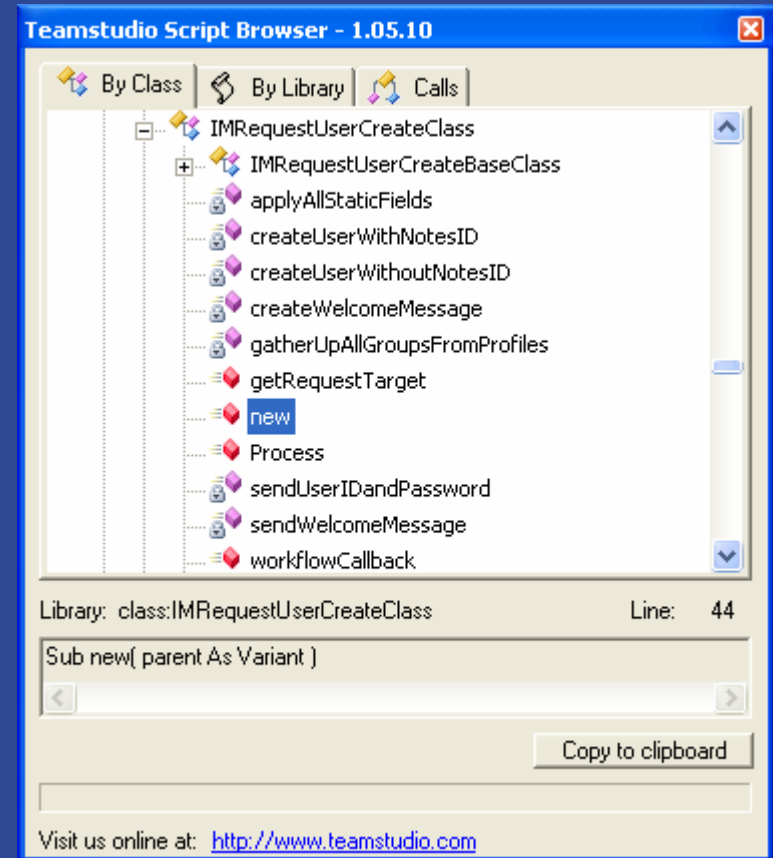 Teamstudio Script Browser - 1.05.10
By Class By Library Calls
IMRequestUserCreateClass
IMRequestUserCreateBaseClass
applyAllStaticFields
createUserWithNotesID
createUserWithoutNotesID
createWelcomeMessage
gatherUpAllGroupsFromProfiles
getRequestTarget
new
Process
sendUserIDandPassword
sendWelcomeMessage
workflowCallback
Library: class:IMRequestUserCreateClass Line: 44
Sub new( parent As Variant )
Copy to clipboard
Visit us online at: http://www.teamstudio.com